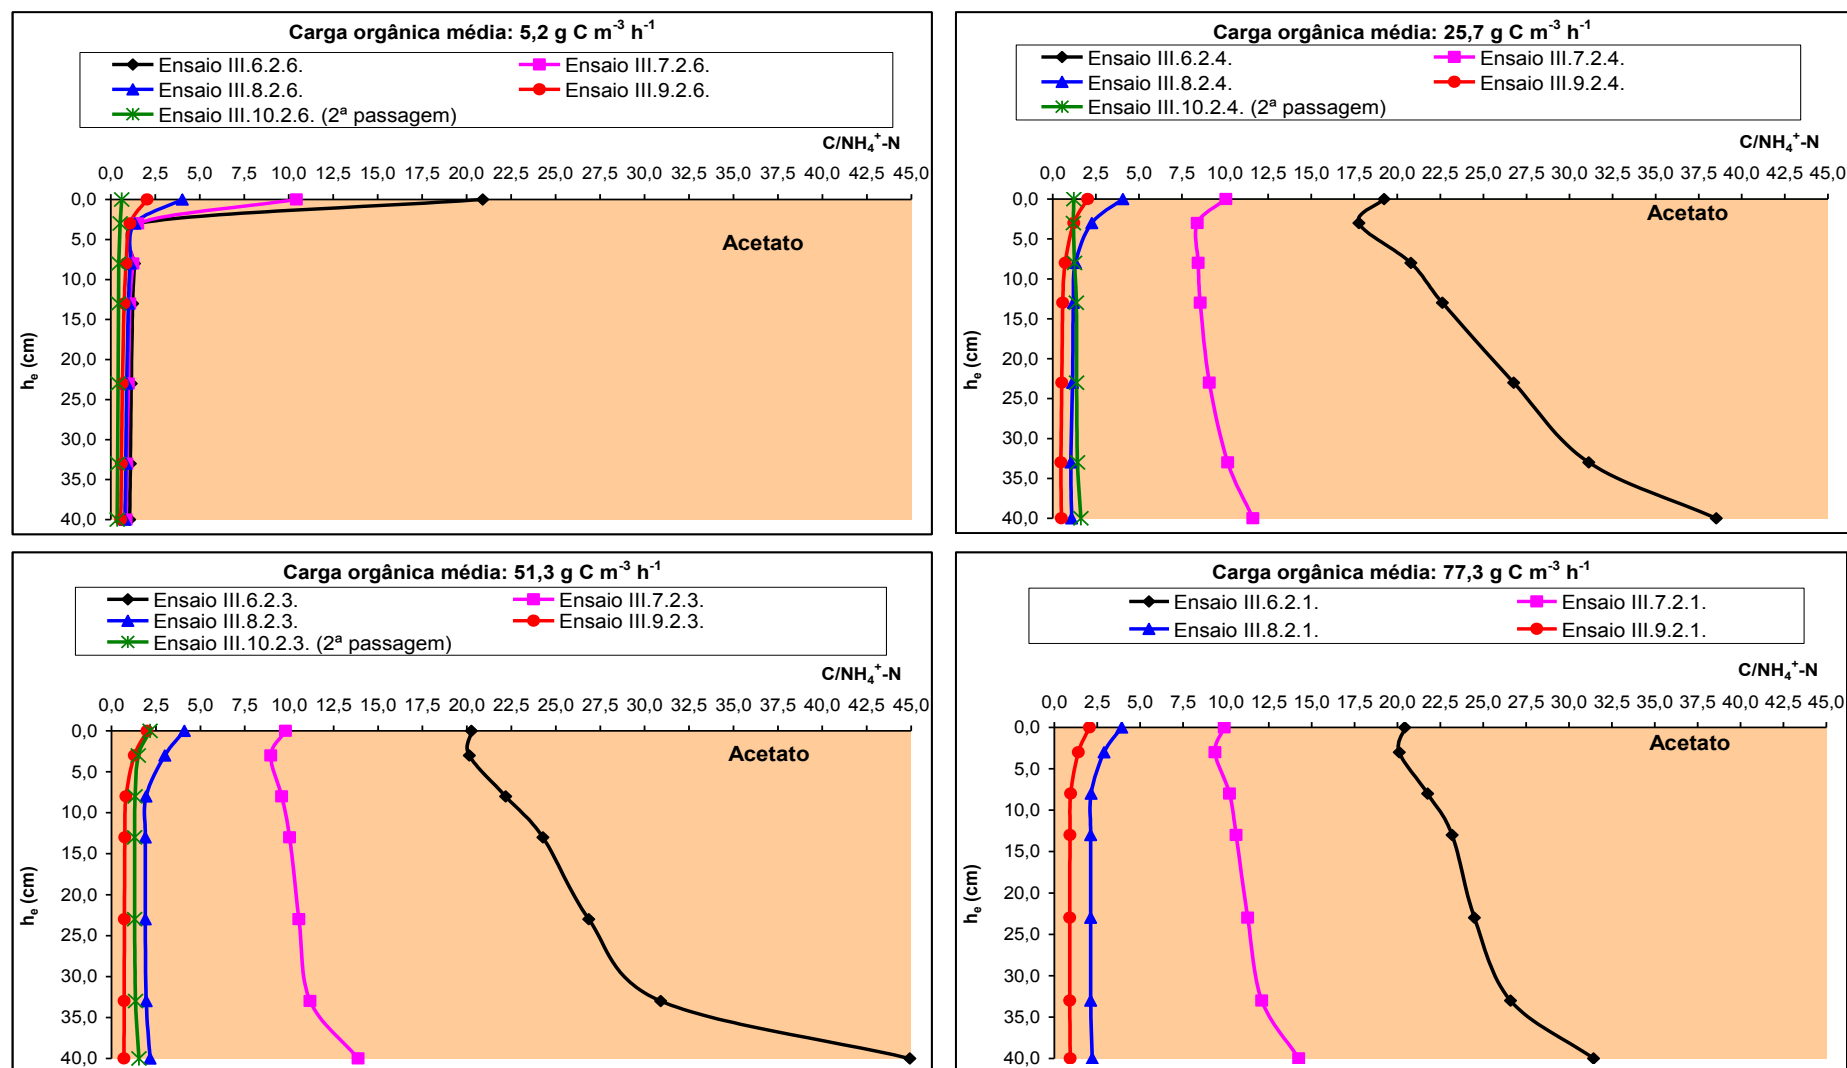 Carga orgânica média: 5,2 g C m⁻³ h⁻¹
Ensaio III.6.2.6. Ensaio III.7.2.6.
Ensaio III.8.2.6. Ensaio III.9.2.6.
Ensaio III.10.2.6. (2ª passagem)
C/NH₄⁺-N
0,0 2,5 5,0 7,5 10,0 12,5 15,0 17,5 20,0 22,5 25,0 27,5 30,0 32,5 35,0 37,5 40,0 42,5 45,0
0,0
5,0
10,0
15,0
20,0
25,0
30,0
35,0
40,0
hₑ (cm)
Acetato
Carga orgânica média: 25,7 g C m⁻³ h⁻¹
Ensaio III.6.2.4. Ensaio III.7.2.4.
Ensaio III.8.2.4. Ensaio III.9.2.4.
Ensaio III.10.2.4. (2ª passagem)
C/NH₄⁺-N
0,0 2,5 5,0 7,5 10,0 12,5 15,0 17,5 20,0 22,5 25,0 27,5 30,0 32,5 35,0 37,5 40,0 42,5 45,0
0,0
5,0
10,0
15,0
20,0
25,0
30,0
35,0
40,0
hₑ (cm)
Acetato
Carga orgânica média: 51,3 g C m⁻³ h⁻¹
Ensaio III.6.2.3. Ensaio III.7.2.3.
Ensaio III.8.2.3. Ensaio III.9.2.3.
Ensaio III.10.2.3. (2ª passagem)
C/NH₄⁺-N
0,0 2,5 5,0 7,5 10,0 12,5 15,0 17,5 20,0 22,5 25,0 27,5 30,0 32,5 35,0 37,5 40,0 42,5 45,0
0,0
5,0
10,0
15,0
20,0
25,0
30,0
35,0
40,0
hₑ (cm)
Acetato
Carga orgânica média: 77,3 g C m⁻³ h⁻¹
Ensaio III.6.2.1. Ensaio III.7.2.1.
Ensaio III.8.2.1. Ensaio III.9.2.1.
C/NH₄⁺-N
0,0 2,5 5,0 7,5 10,0 12,5 15,0 17,5 20,0 22,5 25,0 27,5 30,0 32,5 35,0 37,5 40,0 42,5 45,0
0,0
5,0
10,0
15,0
20,0
25,0
30,0
35,0
40,0
hₑ (cm)
Acetato